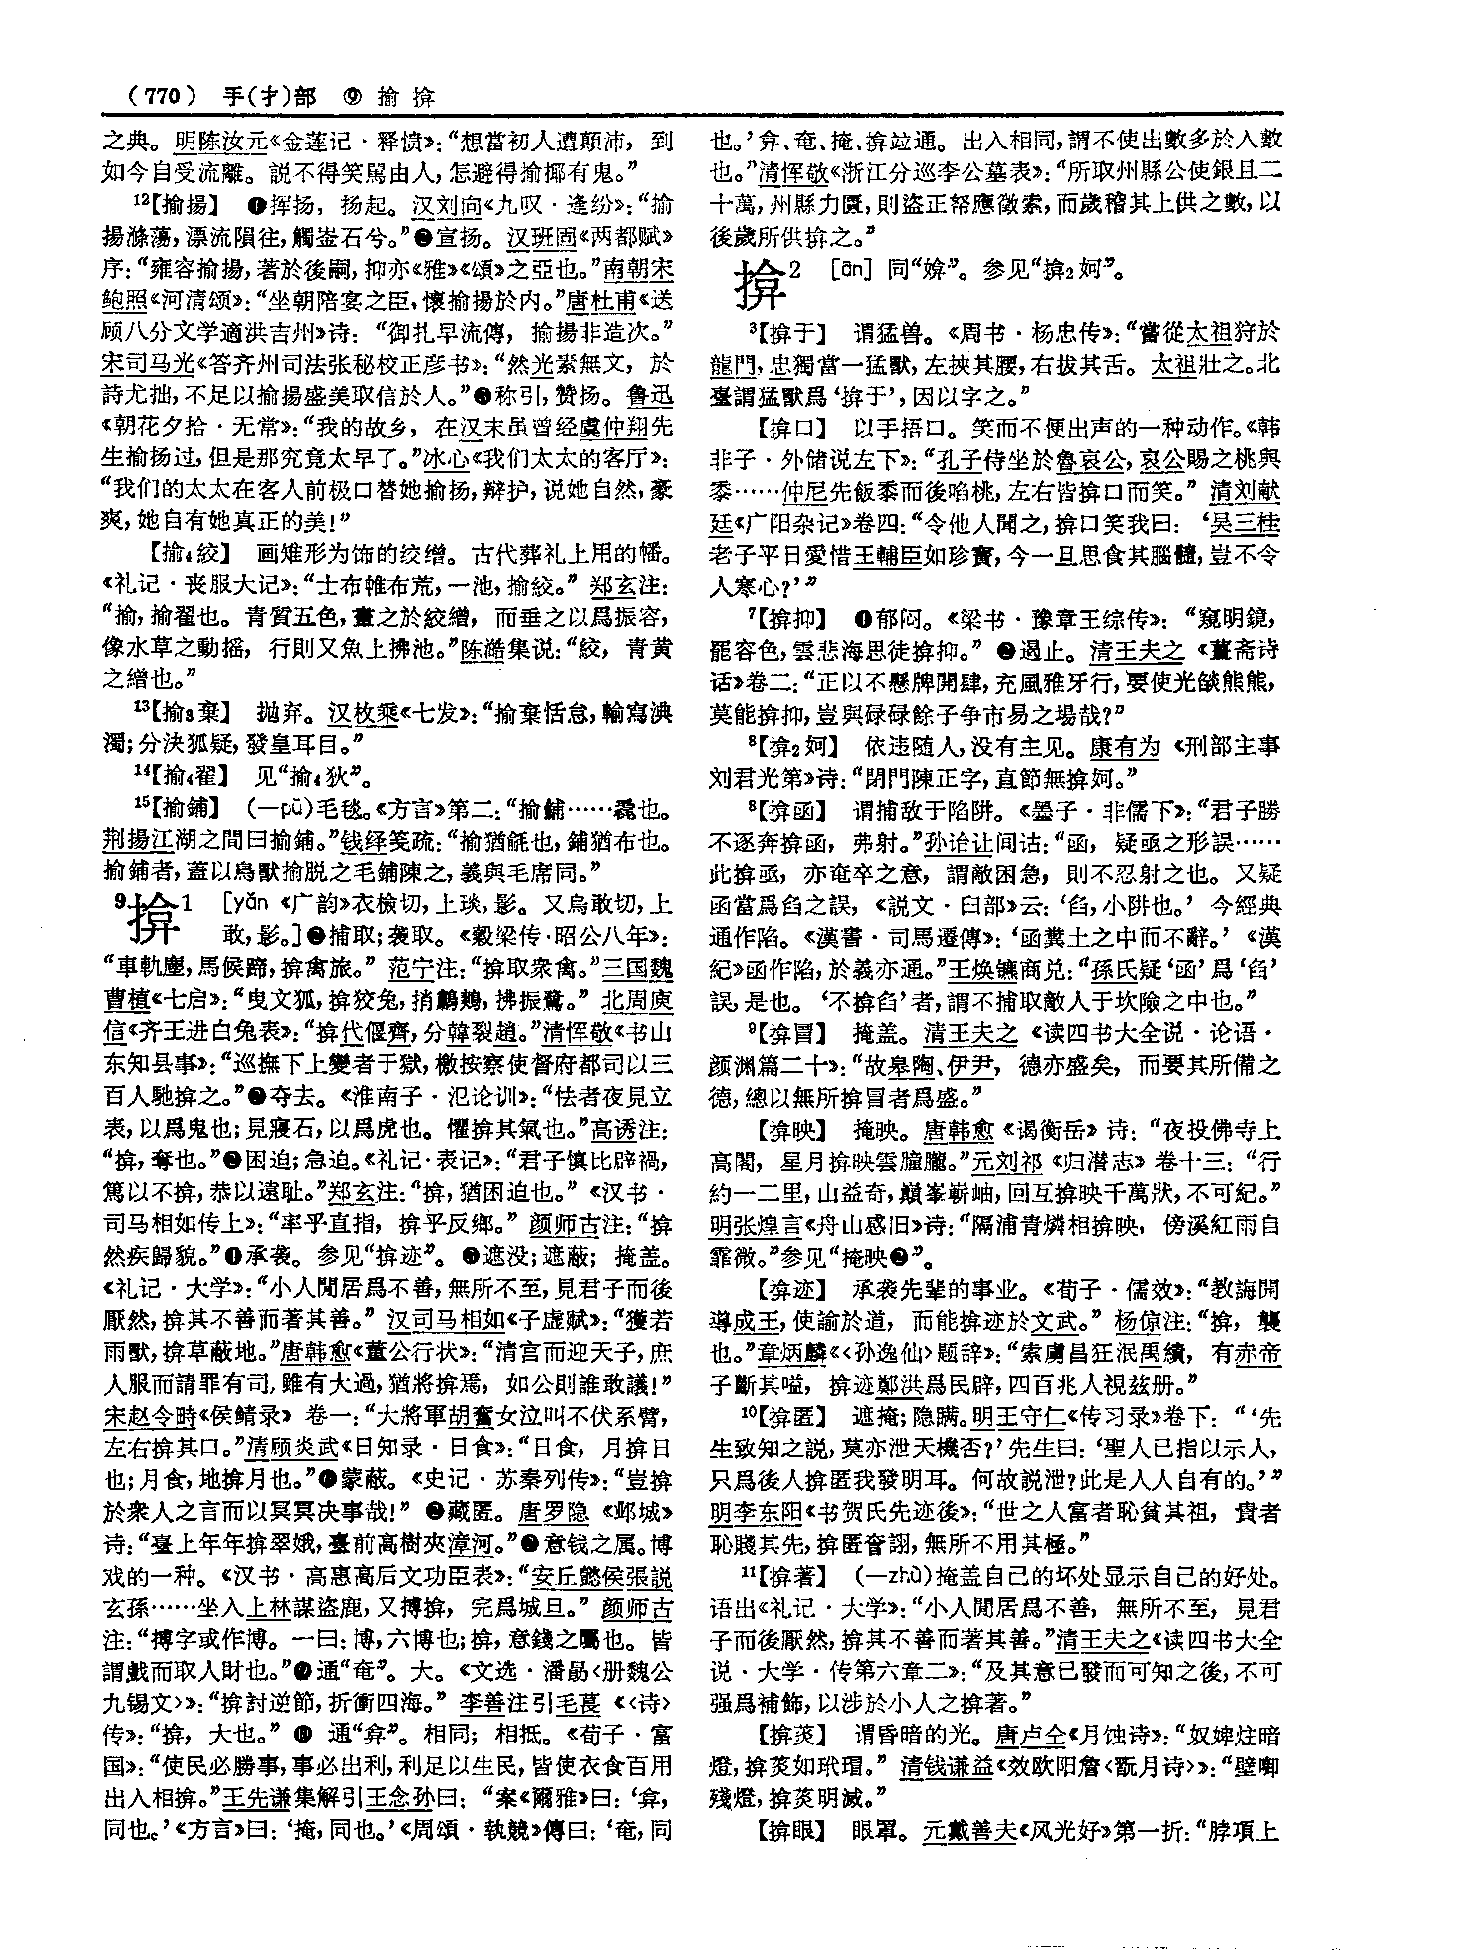 (770) 手(扌)部 ⑨ 揄 揜
之典。明陈汝元《金莲记·释愤》：“想當初人遭顛沛，到
如今自受流離。説不得笑駡由人，怎避得揄揶有鬼。”
12【揄揚】 ❶挥扬，扬起。汉刘向《九叹·逢纷》：“揄
揚滌蕩，漂流隕往，觸崟石兮。”❷宣扬。汉班固《两都赋》
序：“雍容揄揚，著於後嗣，抑亦《雅》《頌》之亞也。”南朝宋
鲍照《河清颂》：“坐朝陪宴之臣，懷揄揚於内。”唐杜甫《送
顾八分文学適洪吉州》诗：“御扎早流傳，揄揚非造次。”
宋司马光《答齐州司法张秘校正彦书》：“然光素無文，於
詩尤拙，不足以揄揚盛美取信於人。”❸称引，赞扬。鲁迅
《朝花夕拾·无常》：“我的故乡，在汉末虽曾经虞仲翔先
生揄扬过，但是那究竟太早了。”冰心《我们太太的客厅》：
“我们的太太在客人前极口替她揄扬，辩护，说她自然，豪
爽，她自有她真正的美！”
【揄4絞】 画雉形为饰的绞缯。古代葬礼上用的幡。
《礼记·丧服大记》：“士布帷布荒，一池，揄絞。”郑玄注：
“揄，揄翟也。青質五色，畫之於絞繒，而垂之以爲振容，
像水草之動摇，行則又魚上拂池。”陈澔集说：“絞，青黄
之繒也。”
13【揄3棄】 抛弃。汉枚乘《七发》：“揄棄恬怠，輸寫淟
濁；分决狐疑，發皇耳目。”
14【揄4翟】 见“揄4狄”。
15【揄鋪】 (一pū)毛毯。《方言》第二：“揄鋪……毳也。
荆揚江湖之間曰揄鋪。”钱绎笺疏：“揄猶毹也，鋪猶布也。
揄鋪者，蓋以鳥獸揄脱之毛鋪陳之，義與毛席同。”
9揜1 [yǎn《广韵》衣檢切，上琰，影。又烏敢切，上
敢，影。]❶捕取；袭取。《穀梁传·昭公八年》：
“車軌塵，馬候蹄，揜禽旅。”范宁注：“揜取衆禽。”三国魏
曹植《七启》：“曳文狐，揜狡兔，捎鷫鷞，拂振鷺。”北周庾
信《齐王进白兔表》：“揜代偃齊，分韓裂趙。”清恽敬《书山
东知县事》：“巡撫下上變者于獄，檄按察使督府都司以三
百人馳揜之。”❷夺去。《淮南子·氾论训》：“怯者夜見立
表，以爲鬼也；見寢石，以爲虎也。懼揜其氣也。”高诱注：
“揜，奪也。”❸困迫；急迫。《礼记·表记》：“君子慎比辟禍，
篤以不揜，恭以遠耻。”郑玄注：“揜，猶困迫也。”《汉书·
司马相如传上》：“率乎直指，揜乎反鄉。”颜师古注：“揜
然疾歸貌。”❹承袭。参见“揜迹”。❺遮没；遮蔽；掩盖。
《礼记·大学》：“小人閒居爲不善，無所不至，見君子而後
厭然，揜其不善而著其善。”汉司马相如《子虚赋》：“獲若
雨獸，揜草蔽地。”唐韩愈《董公行状》：“清言而迎天子，庶
人服而請罪有司，雖有大過，猶將揜焉，如公則誰敢議！”
宋赵令畤《侯鲭录》卷一：“大將軍胡奮女泣叫不伏系臂，
左右揜其口。”清顾炎武《日知录·日食》：“日食，月揜日
也；月食，地揜月也。”❻蒙蔽。《史记·苏秦列传》：“豈揜
於衆人之言而以冥冥决事哉！”❼藏匿。唐罗隐《邺城》
诗：“臺上年年揜翠娥，臺前高樹夾漳河。”❽意钱之属。博
戏的一种。《汉书·高惠高后文功臣表》：“安丘懿侯張説
玄孫……坐入上林謀盗鹿，又搏揜，完爲城旦。”颜师古
注：“搏字或作博。一曰：博，六博也；揜，意錢之屬也。皆
謂戲而取人財也。”❾通“奄”。大。《文选·潘勗〈册魏公
九锡文〉》：“揜討逆節，折衝四海。”李善注引毛苌《〈诗〉
传》：“揜，大也。”❿ 通“弇”。相同；相抵。《荀子·富
国》：“使民必勝事，事必出利，利足以生民，皆使衣食百用
出入相揜。”王先谦集解引王念孙曰：“案《爾雅》曰：‘弇，
同也。’《方言》曰：‘掩，同也。’《周頌·執競》傳曰：‘奄，同
也。’弇、奄、掩、揜竝通。出入相同，謂不使出數多於入數
也。”清恽敬《浙江分巡李公墓表》：“所取州縣公使銀且二
十萬，州縣力匱，則盗正帑應徵索，而歲稽其上供之數，以
後歲所供揜之。”
揜2 [ān] 同“媕”。参见“揜2妸”。
3【揜于】 谓猛兽。《周书·杨忠传》：“嘗從太祖狩於
龍門，忠獨當一猛獸，左挾其腰，右拔其舌。太祖壯之。北
臺謂猛獸爲‘揜于’，因以字之。”
【揜口】 以手捂口。笑而不便出声的一种动作。《韩
非子·外储说左下》：“孔子侍坐於魯哀公，哀公賜之桃與
黍……仲尼先飯黍而後啗桃，左右皆揜口而笑。”清刘献
廷《广阳杂记》卷四：“令他人聞之，揜口笑我曰：‘吴三桂
老子平日愛惜王輔臣如珍寶，今一旦思食其腦髓，豈不令
人寒心？’”
7【揜抑】 ❶郁闷。《梁书·豫章王综传》：“窺明鏡，
罷容色，雲悲海思徒揜抑。”❷遏止。清王夫之《薑斋诗
话》卷二：“正以不懸牌開肆，充風雅牙行，要使光燄熊熊，
莫能揜抑，豈與碌碌餘子争市易之場哉？”
8【揜2妸】 依违随人，没有主见。康有为《刑部主事
刘君光第》诗：“閉門陳正字，直節無揜妸。”
8【揜函】 谓捕敌于陷阱。《墨子·非儒下》：“君子勝
不逐奔揜函，弗射。”孙诒让间诂：“函，疑亟之形誤……
此揜亟，亦奄卒之意，謂敵困急，則不忍射之也。又疑
函當爲臽之誤，《説文·臼部》云：‘臽，小阱也。’今經典
通作陷。《漢書·司馬遷傳》：‘函糞土之中而不辭。’《漢
紀》函作陷，於義亦通。”王焕镳商兑：“孫氏疑‘函’爲‘臽’
誤，是也。‘不揜臽’者，謂不捕取敵人于坎險之中也。”
9【揜冒】 掩盖。清王夫之《读四书大全说·论语·
颜渊篇二十》：“故皋陶、伊尹，德亦盛矣，而要其所備之
德，總以無所揜冒者爲盛。”
【揜映】 掩映。唐韩愈《谒衡岳》诗：“夜投佛寺上
高閣，星月揜映雲朣朧。”元刘祁《归潜志》卷十三：“行
約一二里，山益奇，巔峯嶄岫，回互揜映千萬狀，不可紀。”
明张煌言《舟山感旧》诗：“隔浦青燐相揜映，傍溪紅雨自
霏微。”参见“掩映❷”。
【揜迹】 承袭先辈的事业。《荀子·儒效》：“教誨開
導成王，使諭於道，而能揜迹於文武。”杨倞注：“揜，襲
也。”章炳麟《〈孙逸仙〉题辞》：“索虜昌狂泯禹績，有赤帝
子斷其嗌，揜迹鄭洪爲民辟，四百兆人視兹册。”
10【揜匿】 遮掩；隐瞒。明王守仁《传习录》卷下：“‘先
生致知之説，莫亦泄天機否？’先生曰：‘聖人已指以示人，
只爲後人揜匿我發明耳。何故説泄？此是人人自有的。’”
明李东阳《书贺氏先迹後》：“世之人富者恥貧其祖，貴者
恥賤其先，揜匿奮詡，無所不用其極。”
11【揜著】 (一zhù)掩盖自己的坏处显示自己的好处。
语出《礼记·大学》：“小人閒居爲不善，無所不至，見君
子而後厭然，揜其不善而著其善。”清王夫之《读四书大全
说·大学·传第六章二》：“及其意已發而可知之後，不可
强爲補飾，以涉於小人之揜著。”
【揜荧】 谓昏暗的光。唐卢仝《月蚀诗》：“奴婢炷暗
燈，揜荧如玳瑁。”清钱谦益《效欧阳詹〈翫月诗〉》：“壁唧
殘燈，揜荧明滅。”
【揜眼】 眼罩。元戴善夫《风光好》第一折：“脖項上